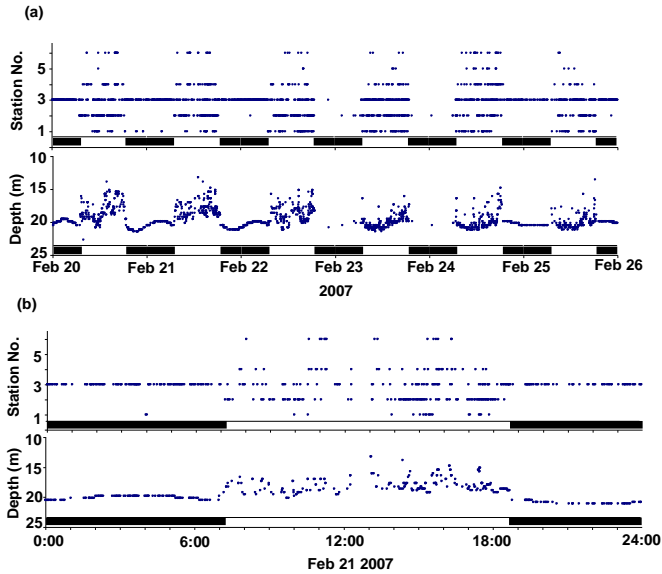 (a)
Station No.
5
3
1
Depth (m)
10
15
20
25
Feb 20
Feb 21
Feb 22
Feb 23
Feb 24
Feb 25
Feb 26
2007
(b)
Station No.
5
3
1
Depth (m)
10
15
20
25
0:00
6:00
12:00
18:00
24:00
Feb 21 2007